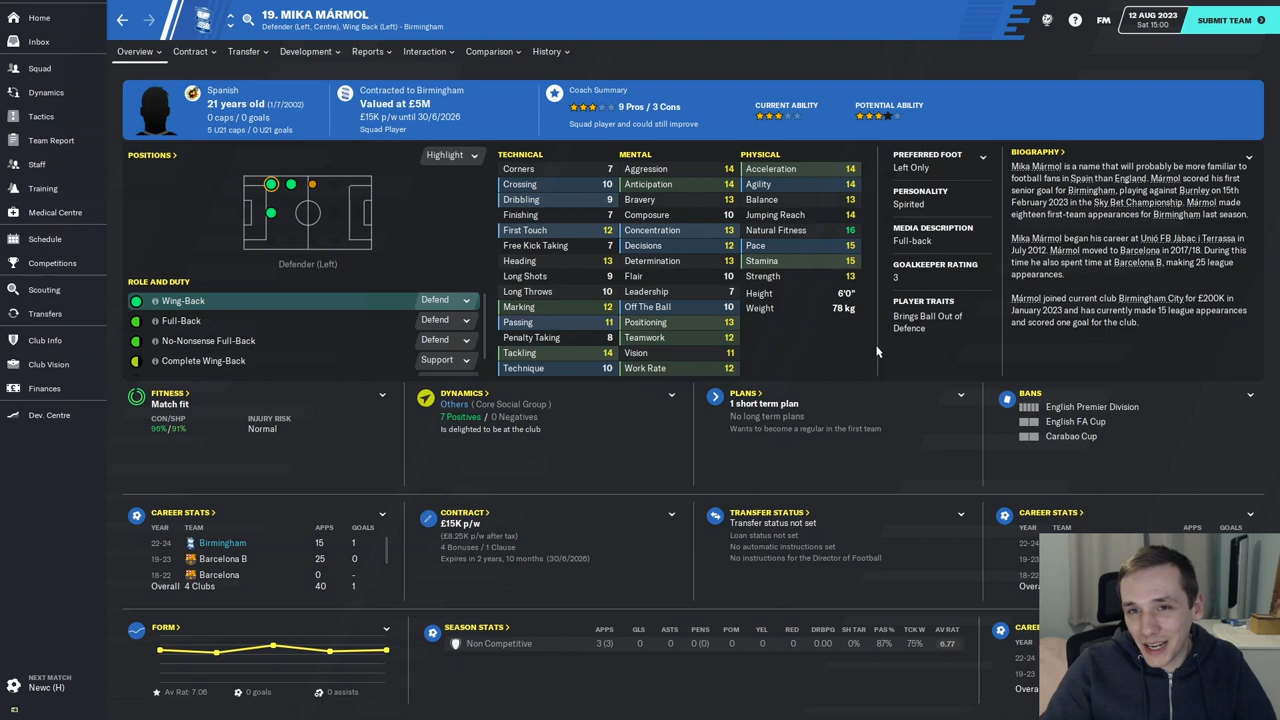 Home
Inbox
Squad
Dynamics
Tactics
Team Report
Staff
Training
Medical Centre
Schedule
Competitions
Scouting
Transfers
Club Info
Club Vision
Finances
Dev. Centre
NEXT MATCH
Newc (H)
19. MIKA MÁRMOL
Defender (Left, Centre), Wing Back (Left) - Birmingham
FM
12 AUG 2023
Sat 15:00
SUBMIT TEAM
Overview
Contract
Transfer
Development
Reports
Interaction
Comparison
History
Spanish
21 years old (1/7/2002)
0 caps / 0 goals
5 U21 caps / 0 U21 goals
Contracted to Birmingham
Valued at £5M
£15K p/w until 30/6/2026
Squad Player
Coach Summary
9 Pros / 3 Cons
Squad player and could still improve
CURRENT ABILITY
POTENTIAL ABILITY
POSITIONS
Highlight
Defender (Left)
ROLE AND DUTY
Wing-Back Defend
Full-Back Defend
No-Nonsense Full-Back Defend
Complete Wing-Back Support
TECHNICAL
Corners 7
Crossing 10
Dribbling 9
Finishing 7
First Touch 12
Free Kick Taking 7
Heading 13
Long Shots 9
Long Throws 10
Marking 12
Passing 11
Penalty Taking 8
Tackling 14
Technique 10
MENTAL
Aggression 14
Anticipation 14
Bravery 13
Composure 10
Concentration 13
Decisions 12
Determination 13
Flair 10
Leadership 7
Off The Ball 10
Positioning 13
Teamwork 12
Vision 11
Work Rate 12
PHYSICAL
Acceleration 14
Agility 14
Balance 13
Jumping Reach 14
Natural Fitness 16
Pace 15
Stamina 15
Strength 13
Height 6'0"
Weight 78 kg
PREFERRED FOOT
Left Only
PERSONALITY
Spirited
MEDIA DESCRIPTION
Full-back
GOALKEEPER RATING
3
PLAYER TRAITS
Brings Ball Out of
Defence
BIOGRAPHY
Mika Mármol is a name that will probably be more familiar to
football fans in Spain than England. Mármol scored his first
senior goal for Birmingham, playing against Burnley on 15th
February 2023 in the Sky Bet Championship. Mármol
made eighteen first-team appearances for Birmingham last
season.
Mika Mármol began his career at Unió FB Jàbac i Terrassa in
July 2012. Mármol moved to Barcelona in 2017/18. During this
time he also spent time at Barcelona B, making 25 league
appearances.
Mármol joined current club Birmingham City for £200K in
January 2023 and has currently made 15 league appearances
and scored one goal for the club.
FITNESS
Match fit
CON/SHP
96%/91%
INJURY RISK
Normal
DYNAMICS
Others ( Core Social Group )
7 Positives / 0 Negatives
Is delighted to be at the club
PLANS
1 short term plan
No long term plans
Wants to become a regular in the first team
BANS
English Premier Division
English FA Cup
Carabao Cup
CAREER STATS
YEAR TEAM APPS GOALS
22-24 Birmingham 15 1
19-23 Barcelona B 25 0
18-22 Barcelona 0 -
Overall 4 Clubs 40 1
CONTRACT
£15K p/w
(£8.25K p/w after tax)
4 Bonuses / 1 Clause
Expires in 2 years, 10 months (30/6/2026)
TRANSFER STATUS
Transfer status not set
Loan status not set
No automatic instructions set
No instructions for the Director of Football
CAREER STATS
YEAR TEAM APPS GOALS
22-24
19-23
18-22
FORM
Av Rat: 7.06
0 goals
0 assists
SEASON STATS
APPS GLS ASTS PENS POM YEL RED DRBPG SH TAR PAS% TCK W AV RAT
Non Competitive 3 (3) 0 0 0 (0) 0 0 0 0.00 0% 87% 75% 6.77
YEAR
22-24
19-23